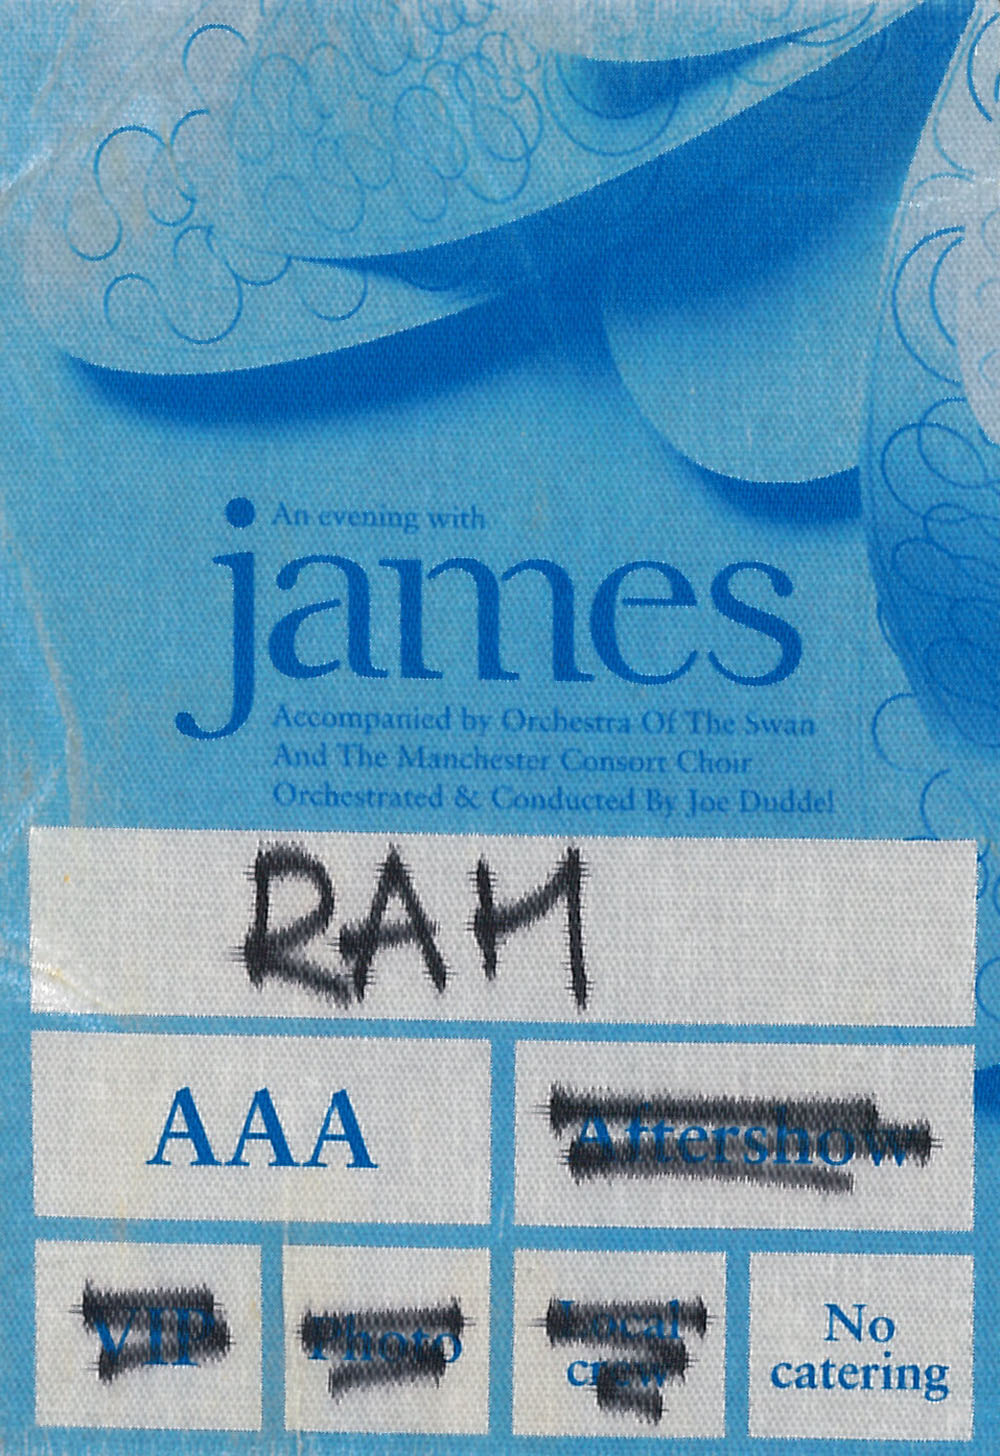 An evening with
james
Accompanied by Orchestra Of The Swan
And The Manchester Consort Choir
Orchestrated & Conducted By Joe Duddel
RAM
AAA
Aftershow
VIP
Photo
Local
crew
No
catering